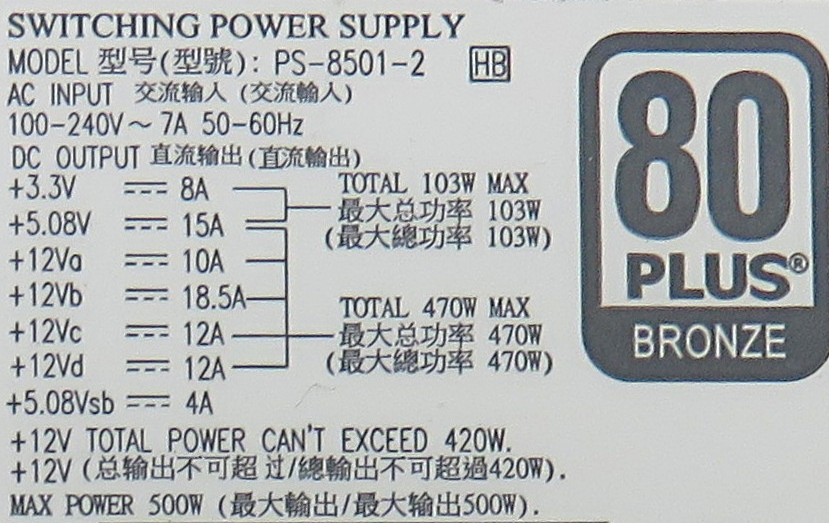 SWITCHING POWER SUPPLY
MODEL 型号(型號): PS-8501-2 HB
AC INPUT 交流输入 (交流輸入)
100-240V～ 7A 50-60Hz
DC OUTPUT 直流输出(直流輸出)
+3.3V ⎓ 8A
+5.08V ⎓ 15A
+12Va ⎓ 10A
+12Vb ⎓ 18.5A
+12Vc ⎓ 12A
+12Vd ⎓ 12A
+5.08Vsb ⎓ 4A
TOTAL 103W MAX
最大总功率 103W
(最大總功率 103W)
TOTAL 470W MAX
最大总功率 470W
(最大總功率 470W)
+12V TOTAL POWER CAN'T EXCEED 420W.
+12V (总输出不可超过/總輸出不可超過420W).
MAX POWER 500W (最大輸出/最大输出500W).
80
PLUS®
BRONZE